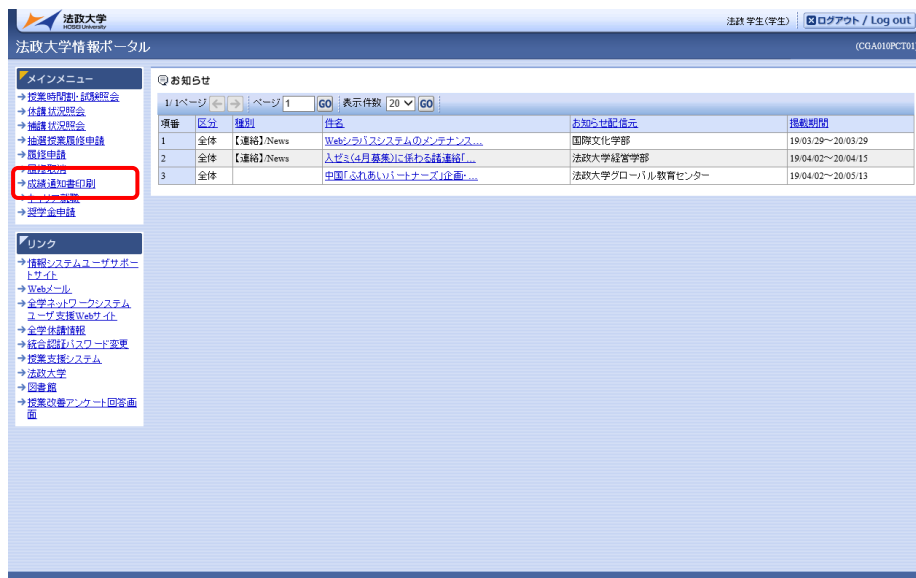 法政大学
HOSEI University
法政 学生(学生)
ログアウト / Log out
法政大学情報ポータル
(CGA010PCT01)
メインメニュー
授業時間割・試験照会
休講状況照会
補講状況照会
抽選授業履修申請
履修申請
履修取消
成績通知書印刷
キャリア就職
奨学金申請
リンク
情報システムユーザサポー
トサイト
Webメール
全学ネットワークシステム
ユーザ支援Webサイト
全学休講情報
統合認証パスワード変更
授業支援システム
法政大学
図書館
授業改善アンケート回答画
面
お知らせ
1/1ページ ページ 1 GO 表示件数 20 GO
項番 区分 種別 件名 お知らせ配信元 掲載期間
1 全体 【連絡】/News Webシラバスシステムのメンテナンス... 国際文化学部 19/03/29～20/03/29
2 全体 【連絡】/News 入ゼミ(4月募集)に係わる諸連絡「... 法政大学経営学部 19/04/02～20/04/15
3 全体 中国「ふれあいパートナーズ」企画・... 法政大学グローバル教育センター 19/04/02～20/05/13